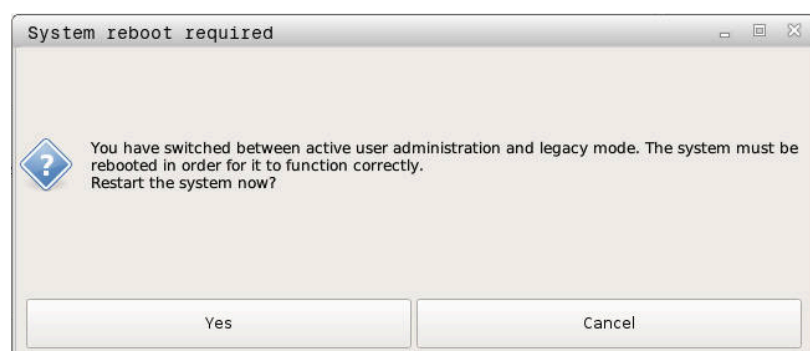 System reboot required
You have switched between active user administration and legacy mode. The system must be
rebooted in order for it to function correctly.
Restart the system now?
Yes
Cancel